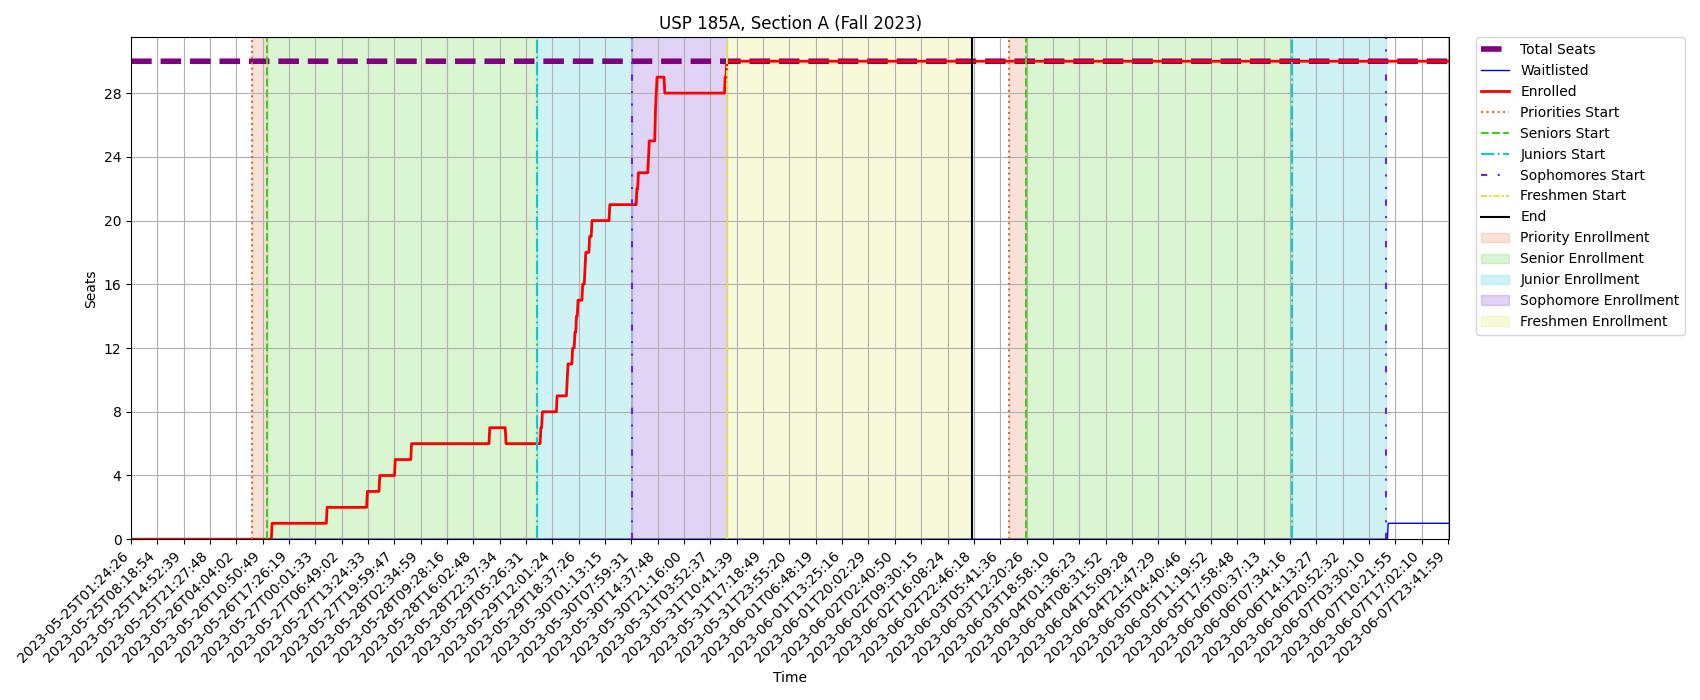 USP 185A, Section A (Fall 2023)
Seats
28
24
20
16
12
8
4
0
2023-05-25T01:24:26
2023-05-25T08:18:54
2023-05-25T14:52:39
2023-05-25T21:27:48
2023-05-26T04:04:02
2023-05-26T10:50:49
2023-05-26T17:26:19
2023-05-27T00:01:33
2023-05-27T06:49:02
2023-05-27T13:24:33
2023-05-27T19:59:47
2023-05-28T02:34:59
2023-05-28T09:28:16
2023-05-28T16:02:48
2023-05-28T22:37:34
2023-05-29T05:26:31
2023-05-29T12:01:24
2023-05-29T18:37:26
2023-05-30T01:13:15
2023-05-30T07:59:31
2023-05-30T14:37:48
2023-05-30T21:16:00
2023-05-31T03:52:37
2023-05-31T10:41:39
2023-05-31T17:18:49
2023-05-31T23:55:20
2023-06-01T06:48:19
2023-06-01T13:25:16
2023-06-01T20:02:29
2023-06-02T02:40:50
2023-06-02T09:30:15
2023-06-02T16:08:24
2023-06-02T22:46:18
2023-06-03T05:41:36
2023-06-03T12:20:26
2023-06-03T18:58:10
2023-06-04T01:36:23
2023-06-04T08:31:52
2023-06-04T15:09:28
2023-06-04T21:47:29
2023-06-05T04:40:46
2023-06-05T11:19:52
2023-06-05T17:58:48
2023-06-06T00:37:13
2023-06-06T07:34:16
2023-06-06T14:13:27
2023-06-06T20:52:32
2023-06-07T03:30:10
2023-06-07T10:21:55
2023-06-07T17:02:10
2023-06-07T23:41:59
Time
Total Seats
Waitlisted
Enrolled
Priorities Start
Seniors Start
Juniors Start
Sophomores Start
Freshmen Start
End
Priority Enrollment
Senior Enrollment
Junior Enrollment
Sophomore Enrollment
Freshmen Enrollment